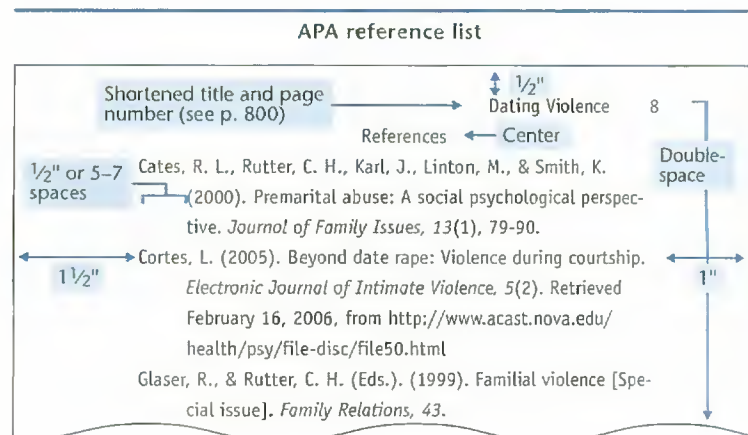 APA reference list
½"
Shortened title and page
number (see p. 800)
Dating Violence 8
References
Center
Double-
space
½" or 5–7
spaces
Cates, R. L., Rutter, C. H., Karl, J., Linton, M., & Smith, K.
(2000). Premarital abuse: A social psychological perspec-
tive. Journal of Family Issues, 13(1), 79-90.
1½"
Cortes, L. (2005). Beyond date rape: Violence during courtship.
1"
Electronic Journal of Intimate Violence, 5(2). Retrieved
February 16, 2006, from http://www.acast.nova.edu/
health/psy/file-disc/file50.html
Glaser, R., & Rutter, C. H. (Eds.). (1999). Familial violence [Spe-
cial issue]. Family Relations, 43.